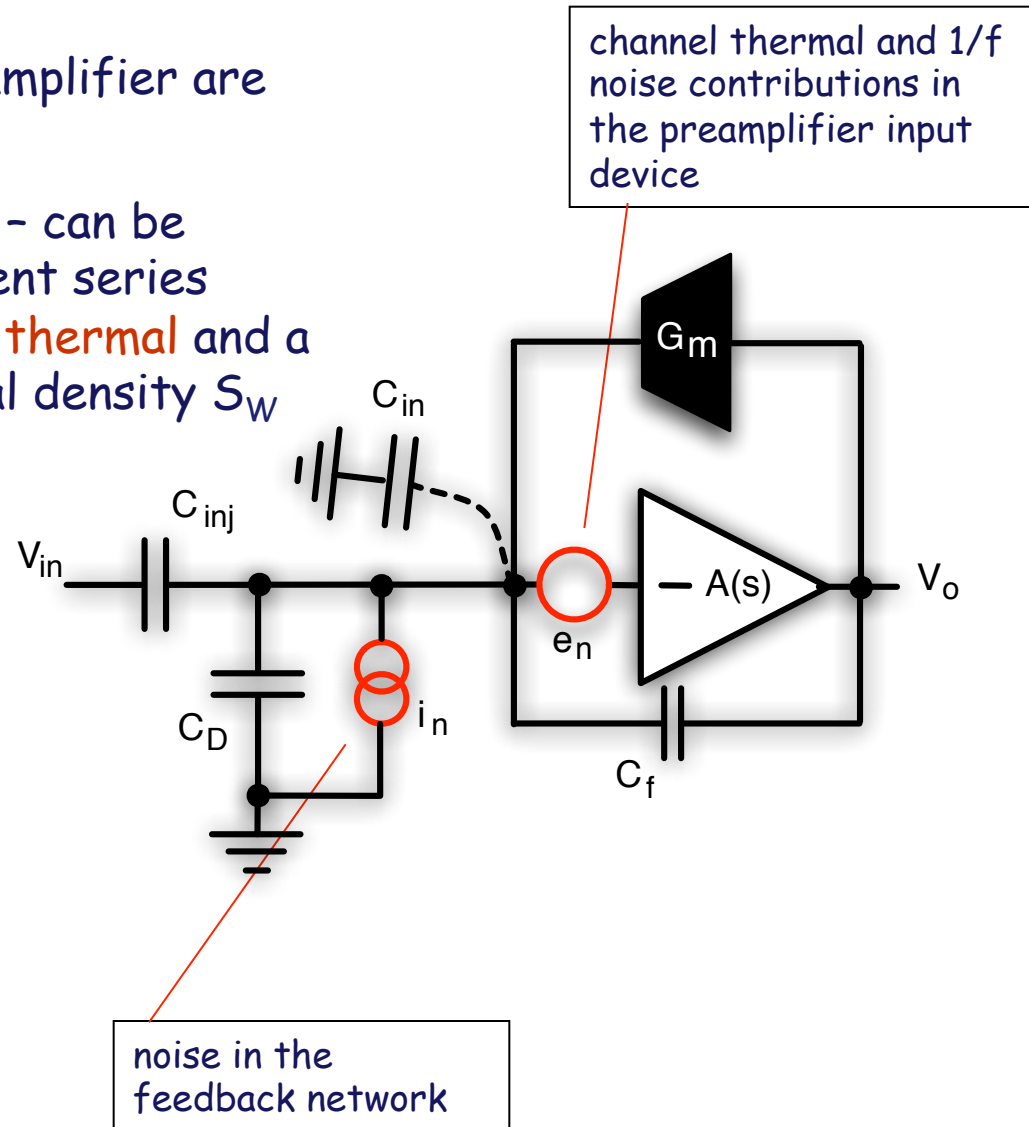 mplifier are
– can be
ent series
thermal and a
al density S_W
channel thermal and 1/f
noise contributions in
the preamplifier input
device
G_m
C_in
C_inj
V_in
– A(s)
V_o
e_n
i_n
C_D
C_f
noise in the
feedback network